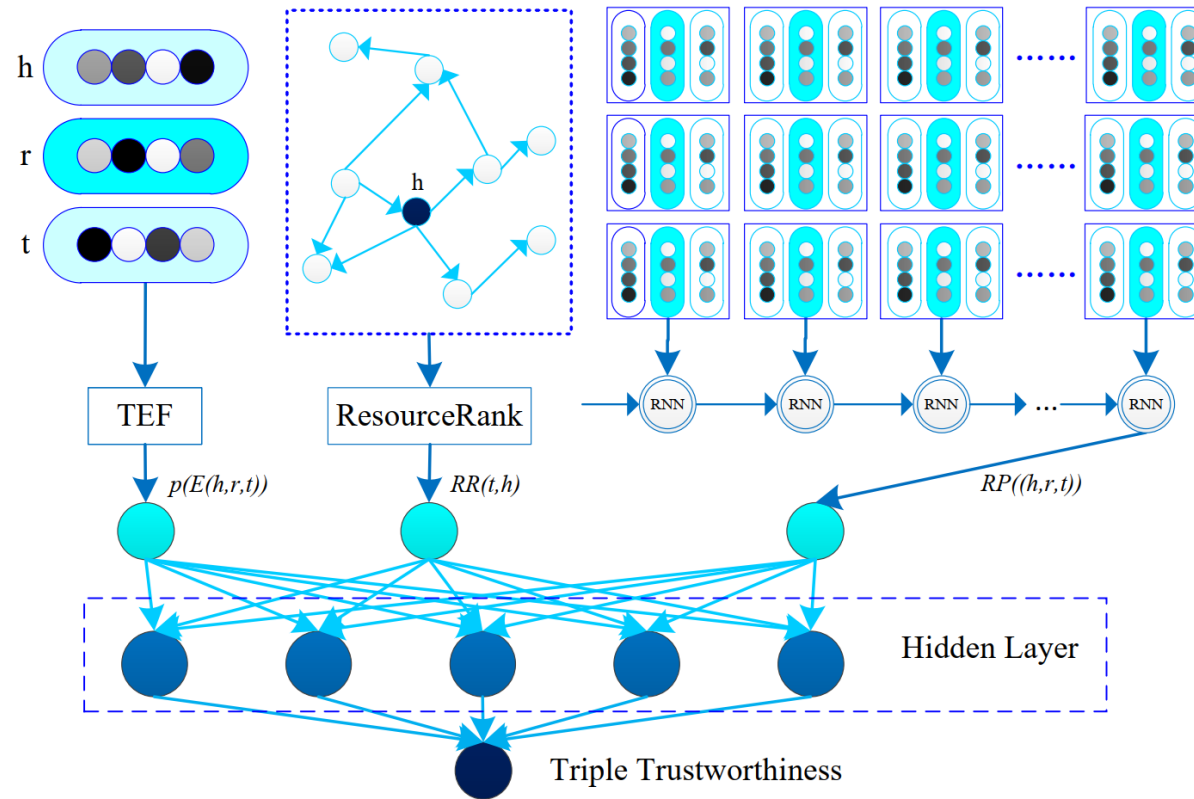 h
r
t
h
……
……
……
TEF
ResourceRank
RNN
RNN
RNN
...
RNN
p(E(h,r,t))
RR(t,h)
RP((h,r,t))
Hidden Layer
Triple Trustworthiness